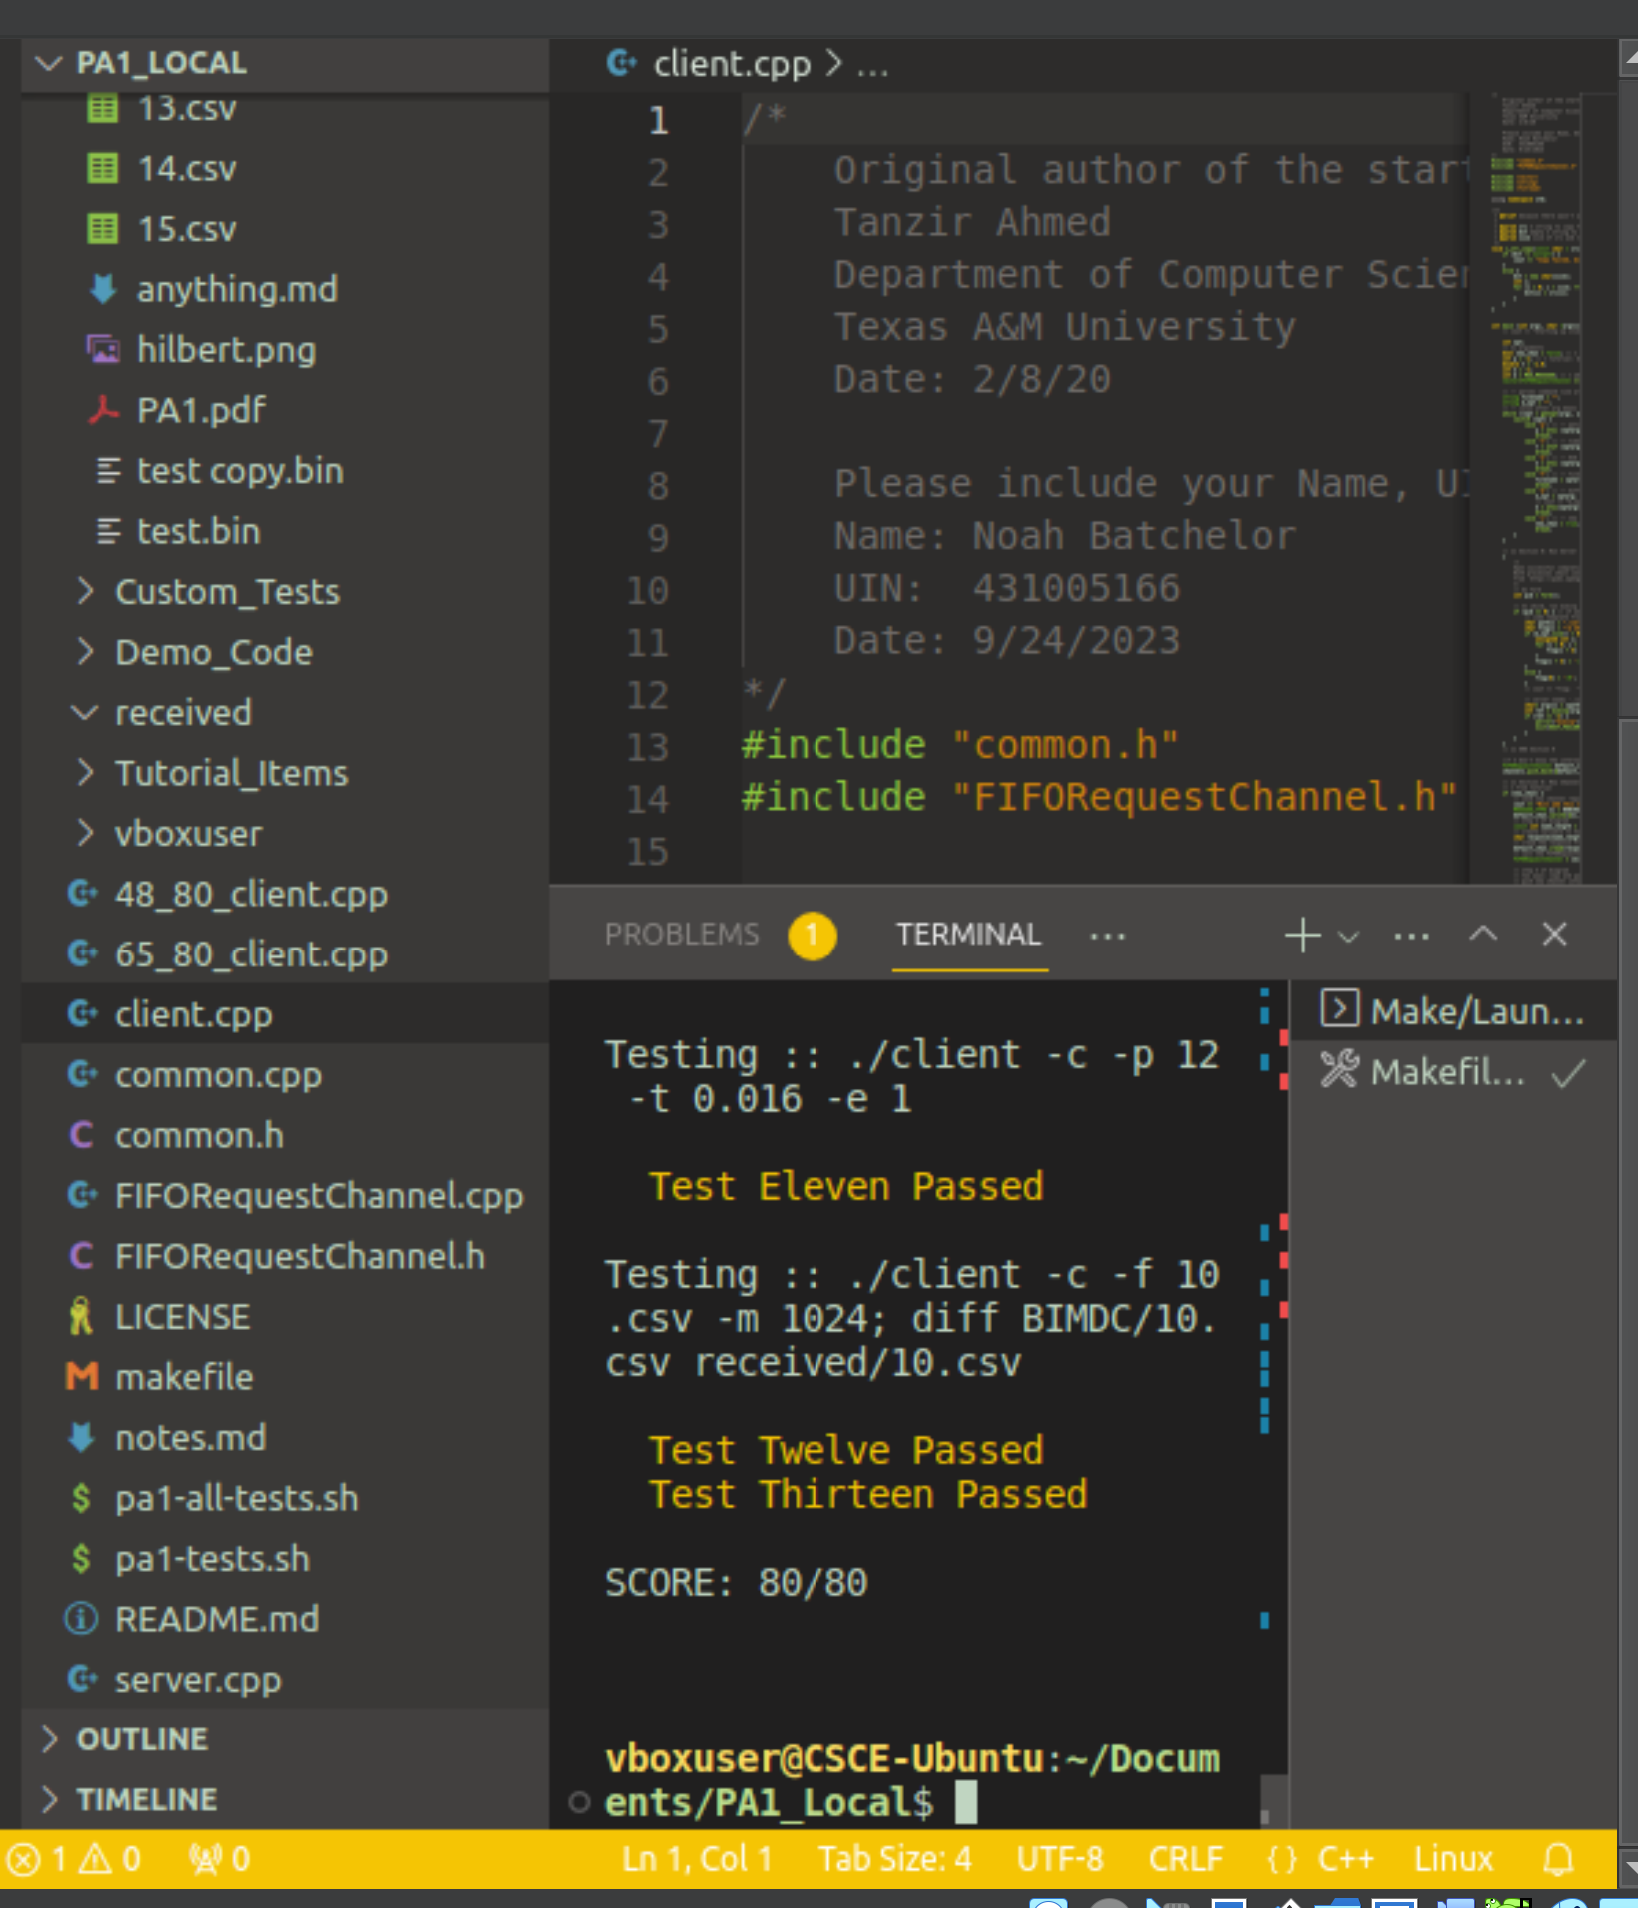 PA1_LOCAL
13.csv
14.csv
15.csv
anything.md
hilbert.png
PA1.pdf
test copy.bin
test.bin
Custom_Tests
Demo_Code
received
Tutorial_Items
vboxuser
48_80_client.cpp
65_80_client.cpp
client.cpp
common.cpp
common.h
FIFORequestChannel.cpp
FIFORequestChannel.h
LICENSE
makefile
notes.md
pa1-all-tests.sh
pa1-tests.sh
README.md
server.cpp
OUTLINE
TIMELINE
client.cpp > ...
1 /*
2 Original author of the start
3 Tanzir Ahmed
4 Department of Computer Scien
5 Texas A&M University
6 Date: 2/8/20
7
8 Please include your Name, UI
9 Name: Noah Batchelor
10 UIN: 431005166
11 Date: 9/24/2023
12 */
13 #include "common.h"
14 #include "FIFORequestChannel.h"
15
PROBLEMS 1 TERMINAL ...
Testing :: ./client -c -p 12
-t 0.016 -e 1
Test Eleven Passed
Testing :: ./client -c -f 10
.csv -m 1024; diff BIMDC/10.
csv received/10.csv
Test Twelve Passed
Test Thirteen Passed
SCORE: 80/80
vboxuser@CSCE-Ubuntu:~/Docum
ents/PA1_Local$
Make/Laun...
Makefil...
1 0 0 Ln 1, Col 1 Tab Size: 4 UTF-8 CRLF {} C++ Linux